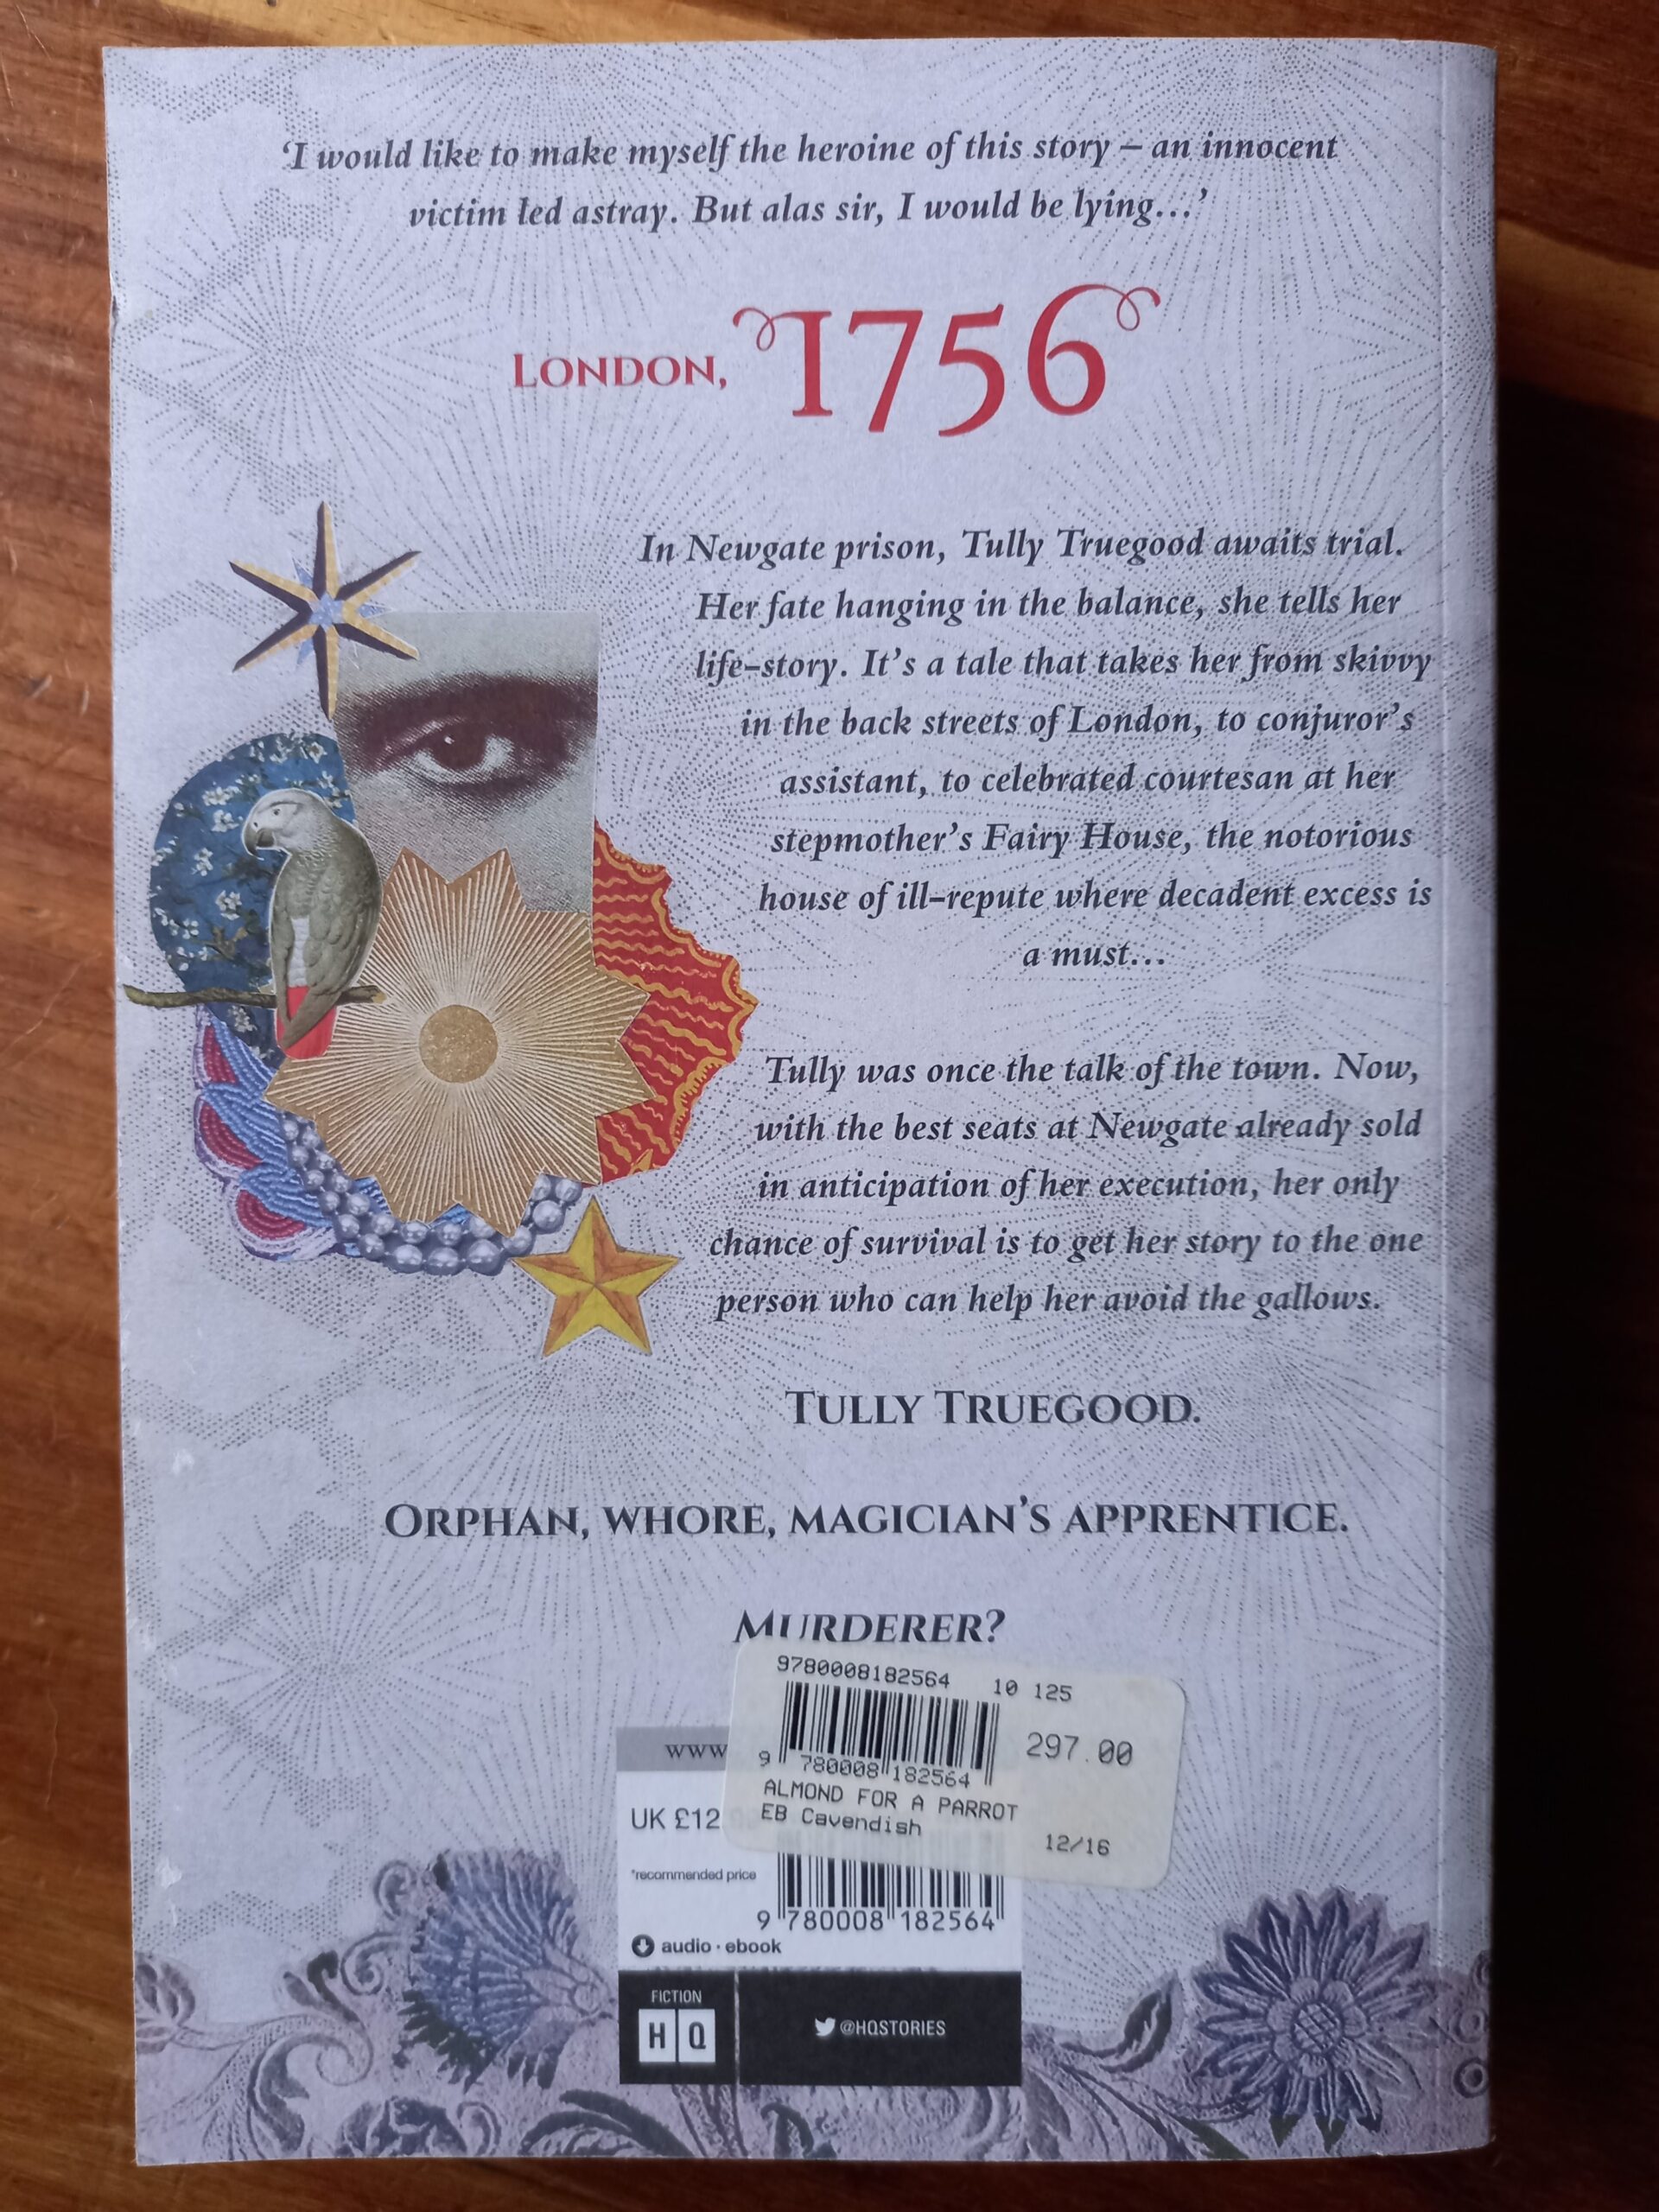 ‘I would like to make myself the heroine of this story – an innocent
victim led astray. But alas sir, I would be lying...’
LONDON, 1756
In Newgate prison, Tully Truegood awaits trial.
Her fate hanging in the balance, she tells her
life-story. It’s a tale that takes her from skivvy
in the back streets of London, to conjuror’s
assistant, to celebrated courtesan at her
stepmother’s Fairy House, the notorious
house of ill-repute where decadent excess is
a must...
Tully was once the talk of the town. Now,
with the best seats at Newgate already sold
in anticipation of her execution, her only
chance of survival is to get her story to the one
person who can help her avoid the gallows.
TULLY TRUEGOOD.
ORPHAN, WHORE, MAGICIAN’S APPRENTICE.
MURDERER?
9780008182564 10 125
297.00
9 780008 182564
ALMOND FOR A PARROT
EB Cavendish
12/16
www
UK £12
*recommended price
9 780008 182564
audio · ebook
FICTION
HQ
@HQSTORIES